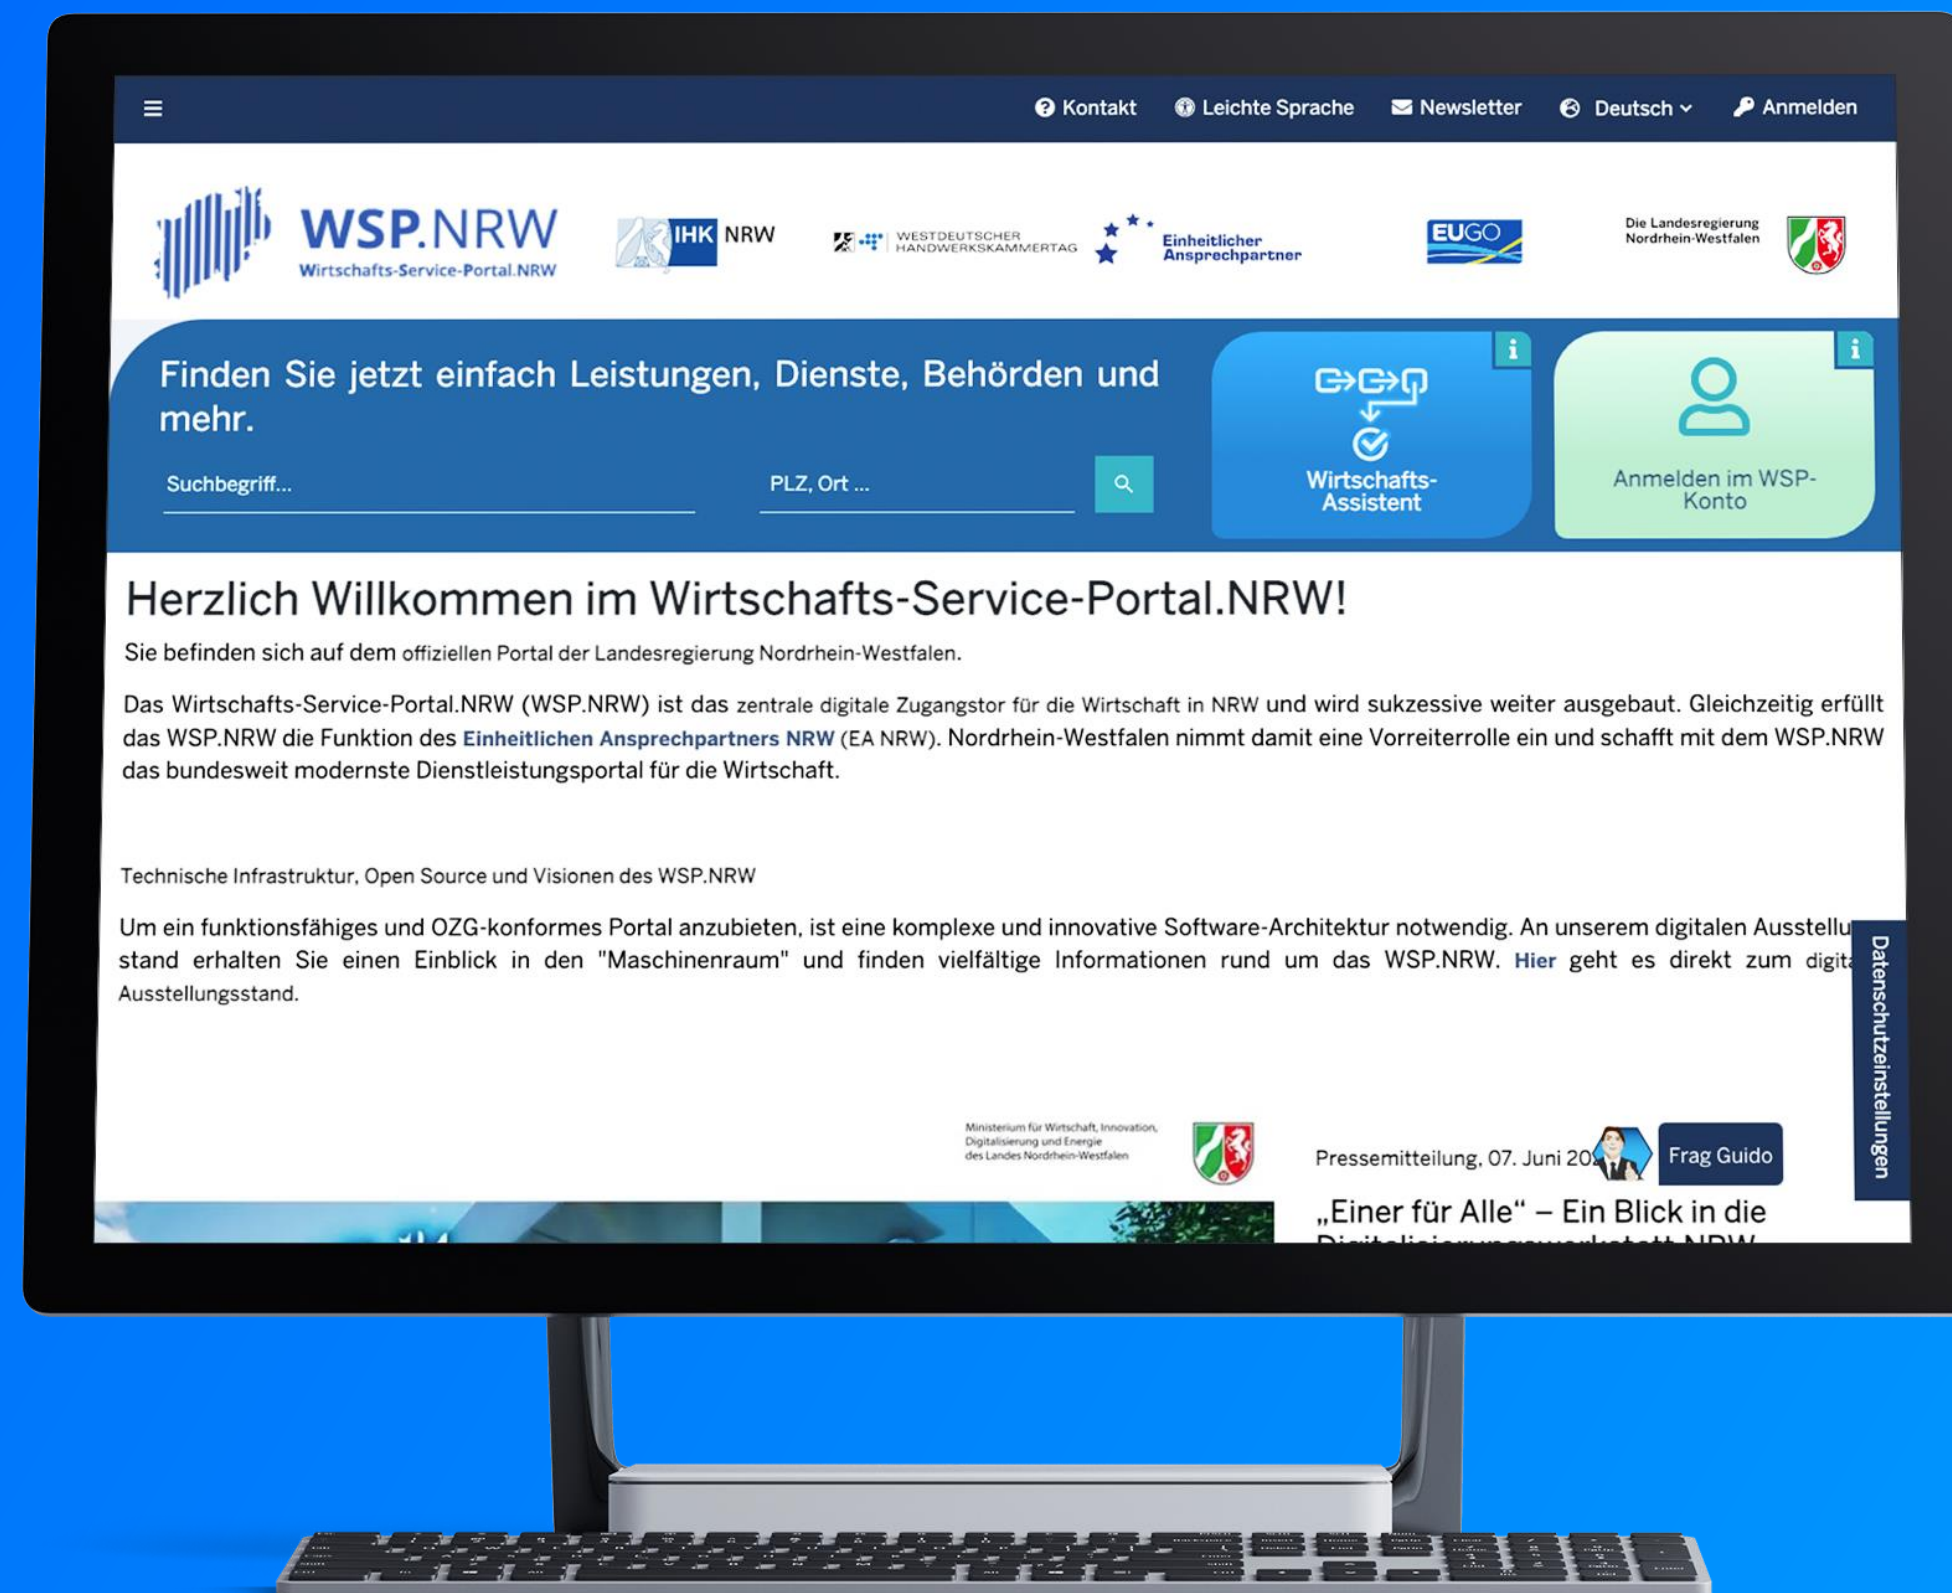 Kontakt Leichte Sprache Newsletter Deutsch Anmelden
WSP.NRW
Wirtschafts-Service-Portal.NRW
IHK NRW
WESTDEUTSCHER
HANDWERKSKAMMERTAG
Einheitlicher
Ansprechpartner
EUGO
Die Landesregierung
Nordrhein-Westfalen
Finden Sie jetzt einfach Leistungen, Dienste, Behörden und
mehr.
Suchbegriff...
PLZ, Ort ...
Wirtschafts-
Assistent
Anmelden im WSP-
Konto
Herzlich Willkommen im Wirtschafts-Service-Portal.NRW!
Sie befinden sich auf dem offiziellen Portal der Landesregierung Nordrhein-Westfalen.
Das Wirtschafts-Service-Portal.NRW (WSP.NRW) ist das zentrale digitale Zugangstor für die Wirtschaft in NRW und wird sukzessive weiter ausgebaut. Gleichzeitig erfüllt
das WSP.NRW die Funktion des Einheitlichen Ansprechpartners NRW (EA NRW). Nordrhein-Westfalen nimmt damit eine Vorreiterrolle ein und schafft mit dem WSP.NRW
das bundesweit modernste Dienstleistungsportal für die Wirtschaft.
Technische Infrastruktur, Open Source und Visionen des WSP.NRW
Um ein funktionsfähiges und OZG-konformes Portal anzubieten, ist eine komplexe und innovative Software-Architektur notwendig. An unserem digitalen Ausstellu
stand erhalten Sie einen Einblick in den "Maschinenraum" und finden vielfältige Informationen rund um das WSP.NRW. Hier geht es direkt zum digit
Ausstellungsstand.
Datenschutzeinstellungen
Ministerium für Wirtschaft, Innovation,
Digitalisierung und Energie
des Landes Nordrhein-Westfalen
Pressemitteilung, 07. Juni 20
Frag Guido
„Einer für Alle“ – Ein Blick in die